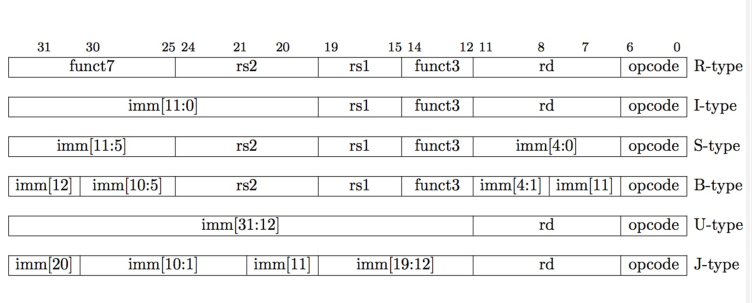 31 30 25 24 21 20 19 15 14 12 11 8 7 6 0
funct7 rs2 rs1 funct3 rd opcode R-type
imm[11:0] rs1 funct3 rd opcode I-type
imm[11:5] rs2 rs1 funct3 imm[4:0] opcode S-type
imm[12] imm[10:5] rs2 rs1 funct3 imm[4:1] imm[11] opcode B-type
imm[31:12] rd opcode U-type
imm[20] imm[10:1] imm[11] imm[19:12] rd opcode J-type